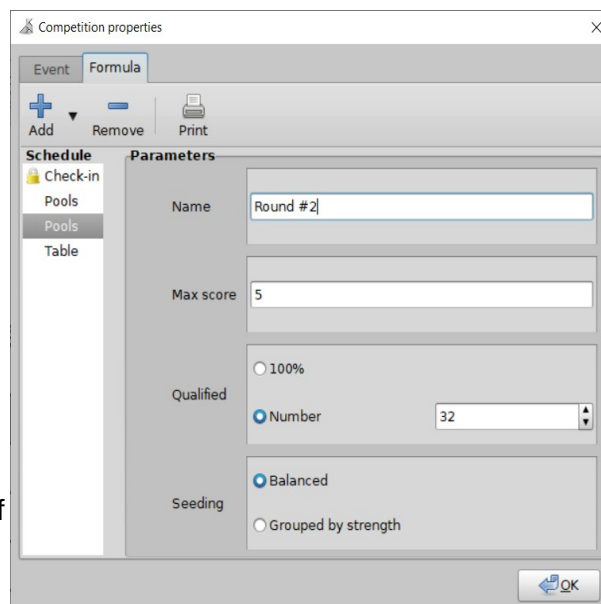 Competition properties
Event Formula
Add Remove Print
Schedule Parameters
Check-in
Pools
Pools
Table
Name Round #2
Max score 5
Qualified
100%
Number 32
Seeding
Balanced
Grouped by strength
OK
f